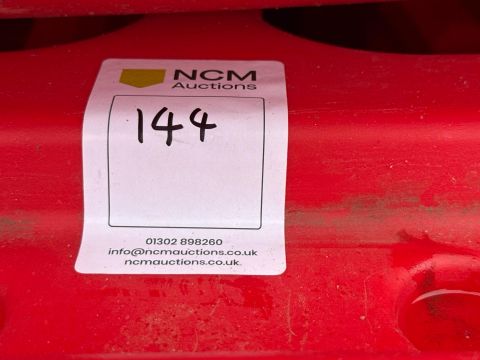 NCM
Auctions
144
01302 898260
info@ncmauctions.co.uk
ncmauctions.co.uk